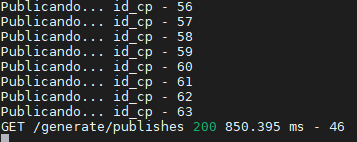 Publicando... id_cp - 56
Publicando... id_cp - 57
Publicando... id_cp - 58
Publicando... id_cp - 59
Publicando... id_cp - 60
Publicando... id_cp - 61
Publicando... id_cp - 62
Publicando... id_cp - 63
GET /generate/publishes 200 850.395 ms - 46